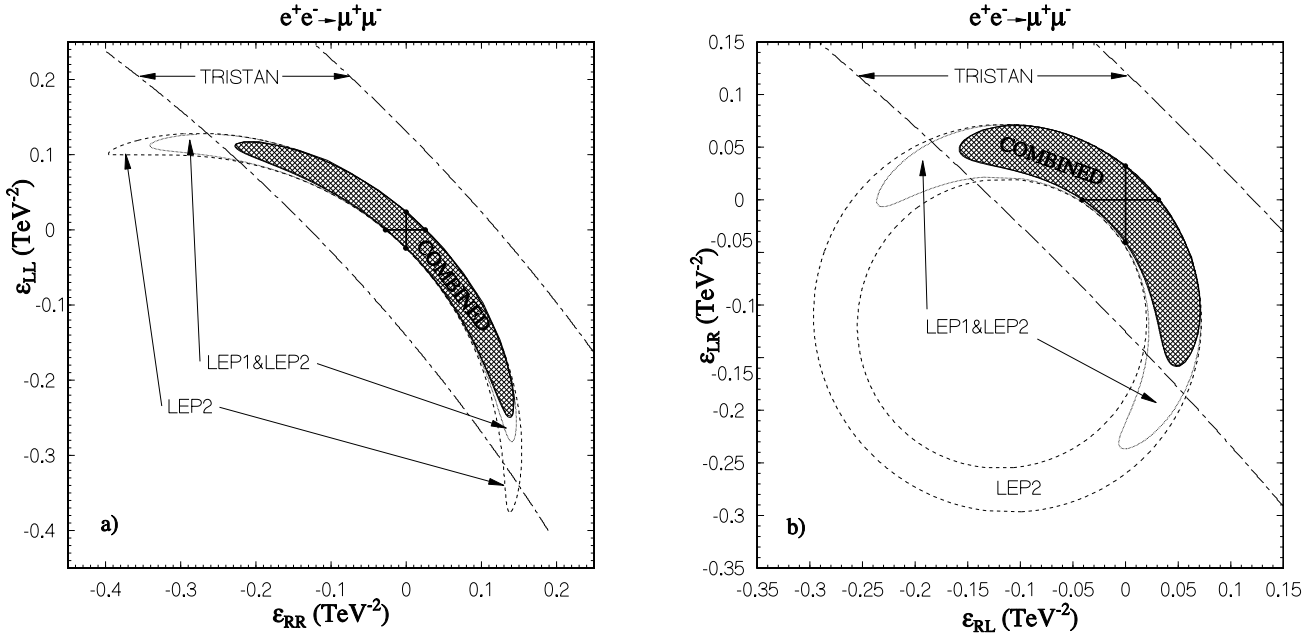 e⁺e⁻→μ⁺μ⁻
TRISTAN
COMBINED
LEP1&LEP2
LEP2
a)
0.2
0.1
0
-0.1
-0.2
-0.3
-0.4
ε_LL (TeV⁻²)
-0.4 -0.3 -0.2 -0.1 0 0.1 0.2
ε_RR (TeV⁻²)
e⁺e⁻→μ⁺μ⁻
TRISTAN
COMBINED
LEP1&LEP2
LEP2
b)
0.15
0.1
0.05
0
-0.05
-0.1
-0.15
-0.2
-0.25
-0.3
-0.35
ε_LR (TeV⁻²)
-0.35 -0.3 -0.25 -0.2 -0.15 -0.1 -0.05 0 0.05 0.1 0.15
ε_RL (TeV⁻²)